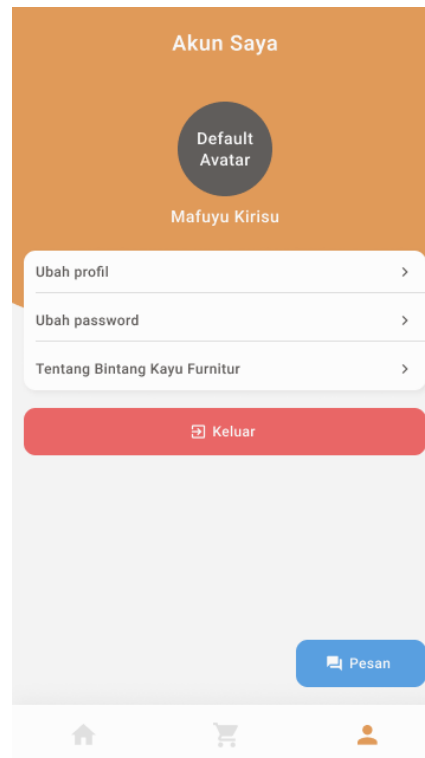 Akun Saya
Default
Avatar
Mafuyu Kirisu
Ubah profil
Ubah password
Tentang Bintang Kayu Furnitur
Keluar
Pesan